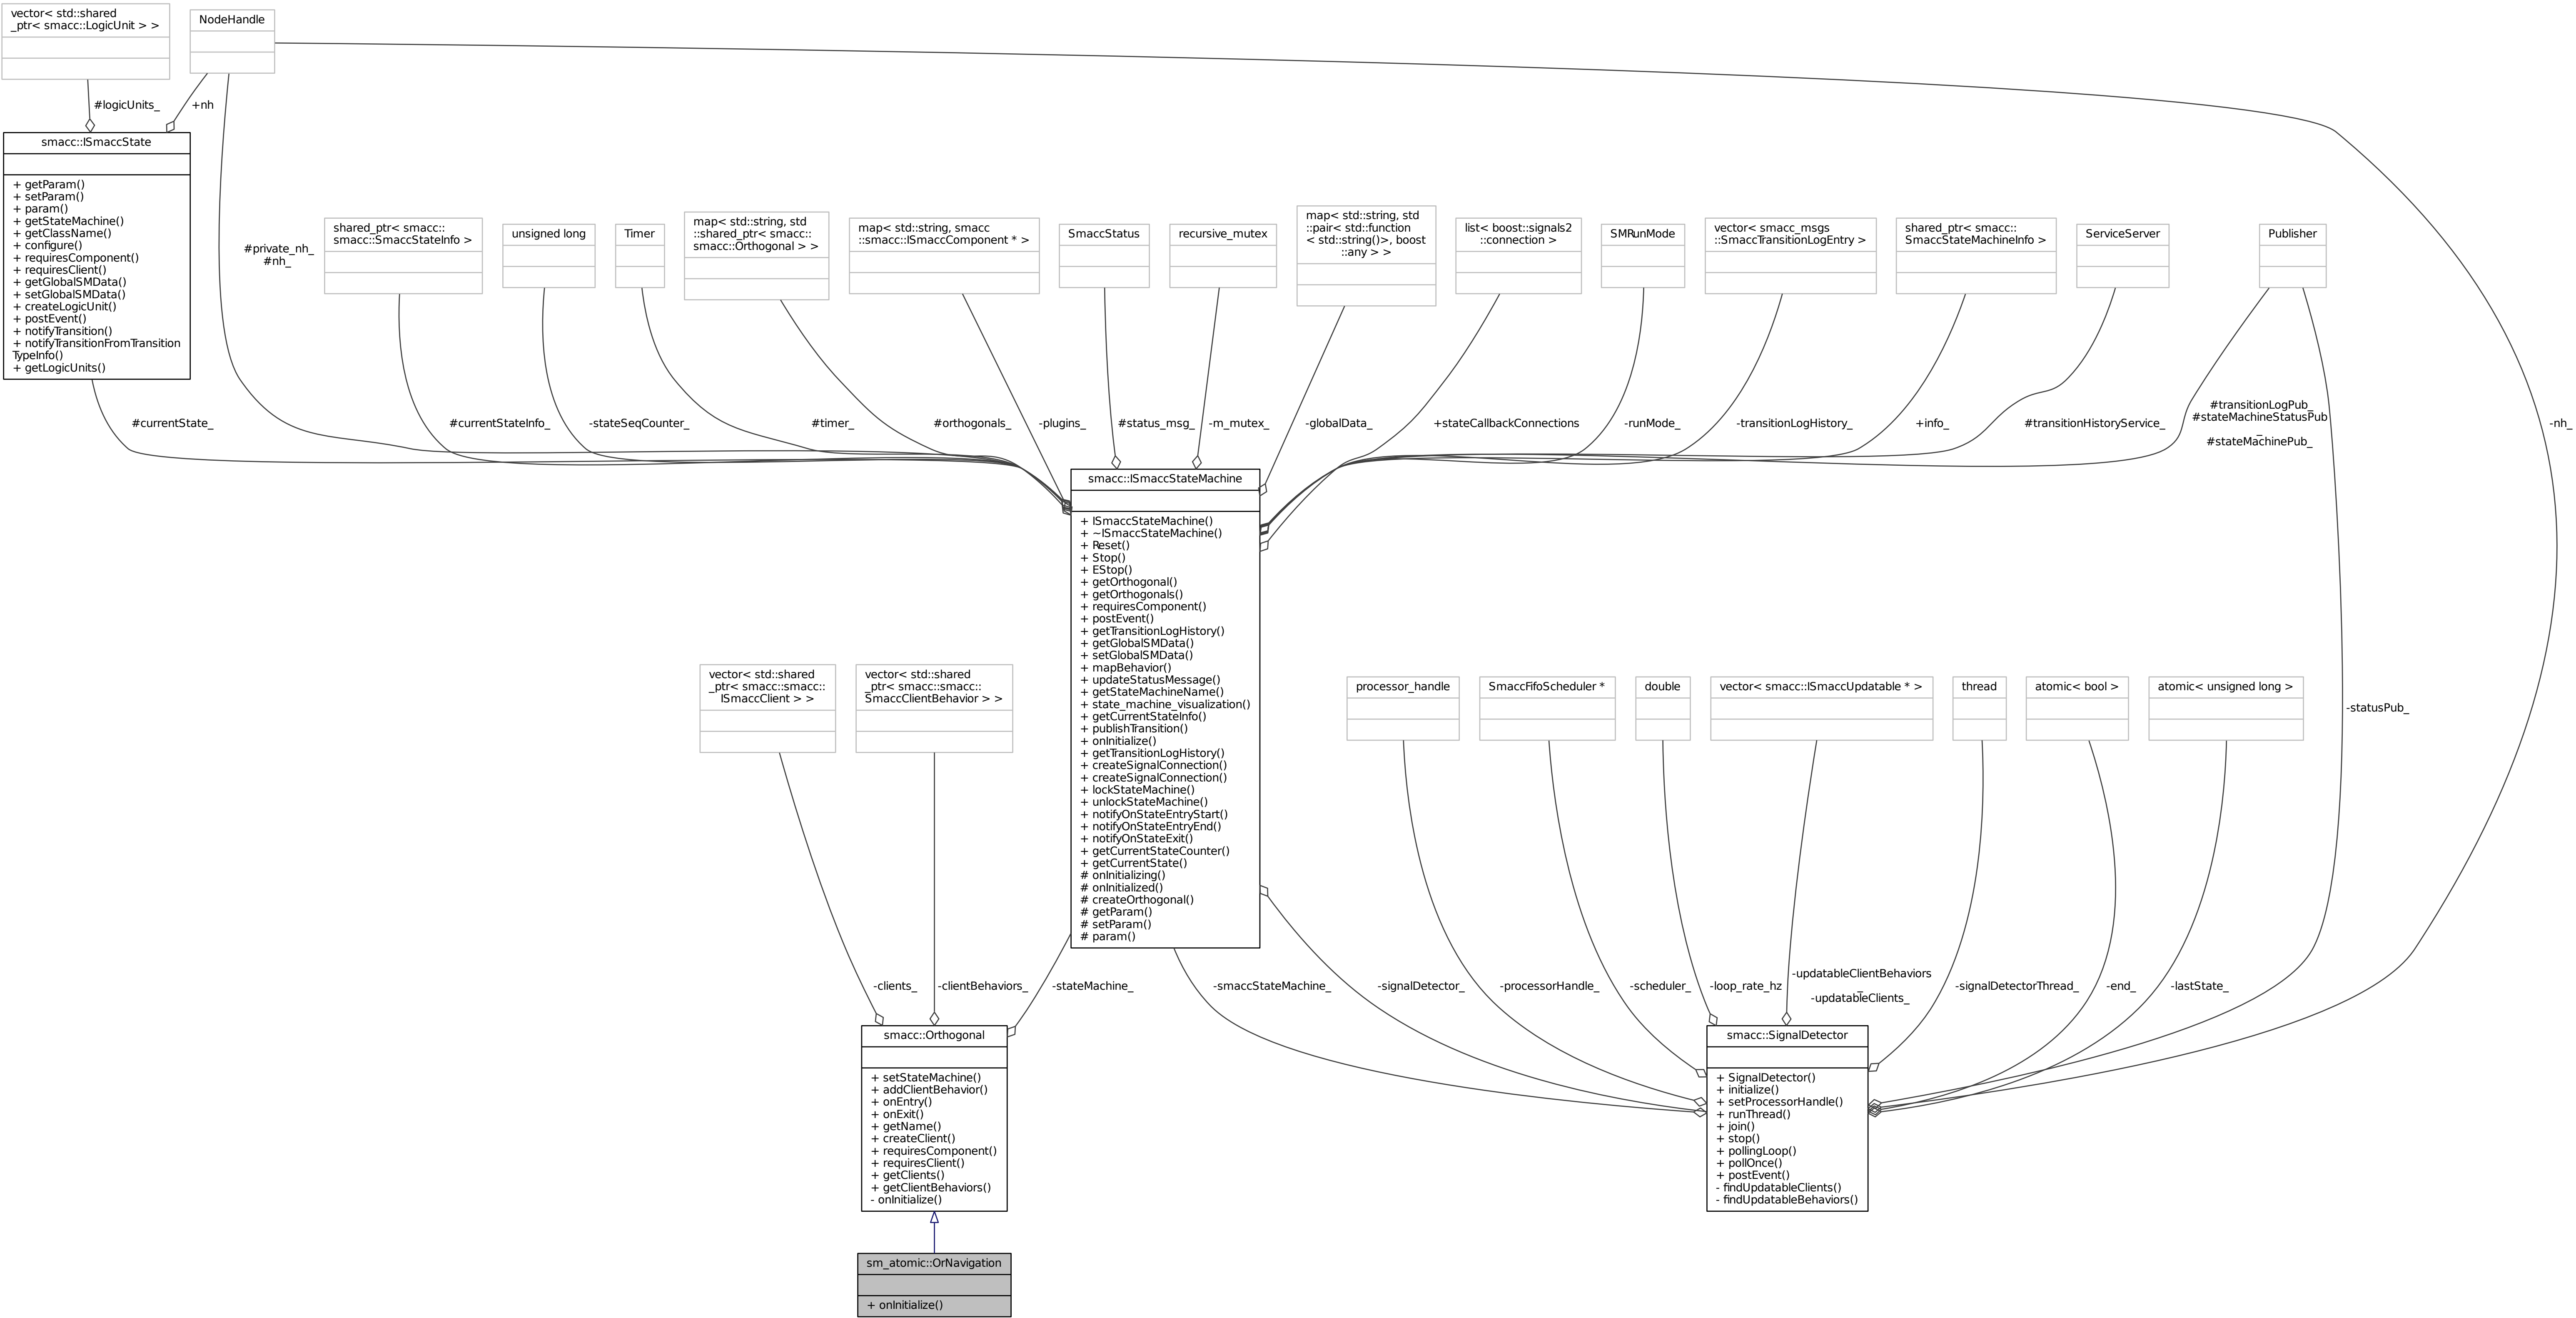 vector< std::shared
_ptr< smacc::LogicUnit > >
NodeHandle
#logicUnits_
+nh
smacc::ISmaccState
+ getParam()
+ setParam()
+ param()
+ getStateMachine()
+ getClassName()
+ configure()
+ requiresComponent()
+ requiresClient()
+ getGlobalSMData()
+ setGlobalSMData()
+ createLogicUnit()
+ postEvent()
+ notifyTransition()
+ notifyTransitionFromTransition
TypeInfo()
+ getLogicUnits()
#private_nh_
#nh_
shared_ptr< smacc::
smacc::SmaccStateInfo >
unsigned long
Timer
map< std::string, std
::shared_ptr< smacc::
smacc::Orthogonal > >
map< std::string, smacc
::smacc::ISmaccComponent * >
SmaccStatus
recursive_mutex
map< std::string, std
::pair< std::function
< std::string()>, boost
::any > >
list< boost::signals2
::connection >
SMRunMode
vector< smacc_msgs
::SmaccTransitionLogEntry >
shared_ptr< smacc::
SmaccStateMachineInfo >
ServiceServer
Publisher
#currentState_
#currentStateInfo_
-stateSeqCounter_
#timer_
#orthogonals_
-plugins_
#status_msg_
-m_mutex_
-globalData_
+stateCallbackConnections
-runMode_
-transitionLogHistory_
+info_
#transitionHistoryService_
#transitionLogPub_
#stateMachineStatusPub
_
#stateMachinePub_
-nh_
smacc::ISmaccStateMachine
+ ISmaccStateMachine()
+ ~ISmaccStateMachine()
+ Reset()
+ Stop()
+ EStop()
+ getOrthogonal()
+ getOrthogonals()
+ requiresComponent()
+ postEvent()
+ getTransitionLogHistory()
+ getGlobalSMData()
+ setGlobalSMData()
+ mapBehavior()
+ updateStatusMessage()
+ getStateMachineName()
+ state_machine_visualization()
+ getCurrentStateInfo()
+ publishTransition()
+ onInitialize()
+ getTransitionLogHistory()
+ createSignalConnection()
+ createSignalConnection()
+ lockStateMachine()
+ unlockStateMachine()
+ notifyOnStateEntryStart()
+ notifyOnStateEntryEnd()
+ notifyOnStateExit()
+ getCurrentStateCounter()
+ getCurrentState()
# onInitializing()
# onInitialized()
# createOrthogonal()
# getParam()
# setParam()
# param()
vector< std::shared
_ptr< smacc::smacc::
ISmaccClient > >
vector< std::shared
_ptr< smacc::smacc::
SmaccClientBehavior > >
processor_handle
SmaccFifoScheduler *
double
vector< smacc::ISmaccUpdatable * >
thread
atomic< bool >
atomic< unsigned long >
-statusPub_
-clients_
-clientBehaviors_
-stateMachine_
-smaccStateMachine_
-signalDetector_
-processorHandle_
-scheduler_
-loop_rate_hz
-updatableClientBehaviors
_
-updatableClients_
-signalDetectorThread_
-end_
-lastState_
smacc::Orthogonal
+ setStateMachine()
+ addClientBehavior()
+ onEntry()
+ onExit()
+ getName()
+ createClient()
+ requiresComponent()
+ requiresClient()
+ getClients()
+ getClientBehaviors()
- onInitialize()
smacc::SignalDetector
+ SignalDetector()
+ initialize()
+ setProcessorHandle()
+ runThread()
+ join()
+ stop()
+ pollingLoop()
+ pollOnce()
+ postEvent()
- findUpdatableClients()
- findUpdatableBehaviors()
sm_atomic::OrNavigation
+ onInitialize()